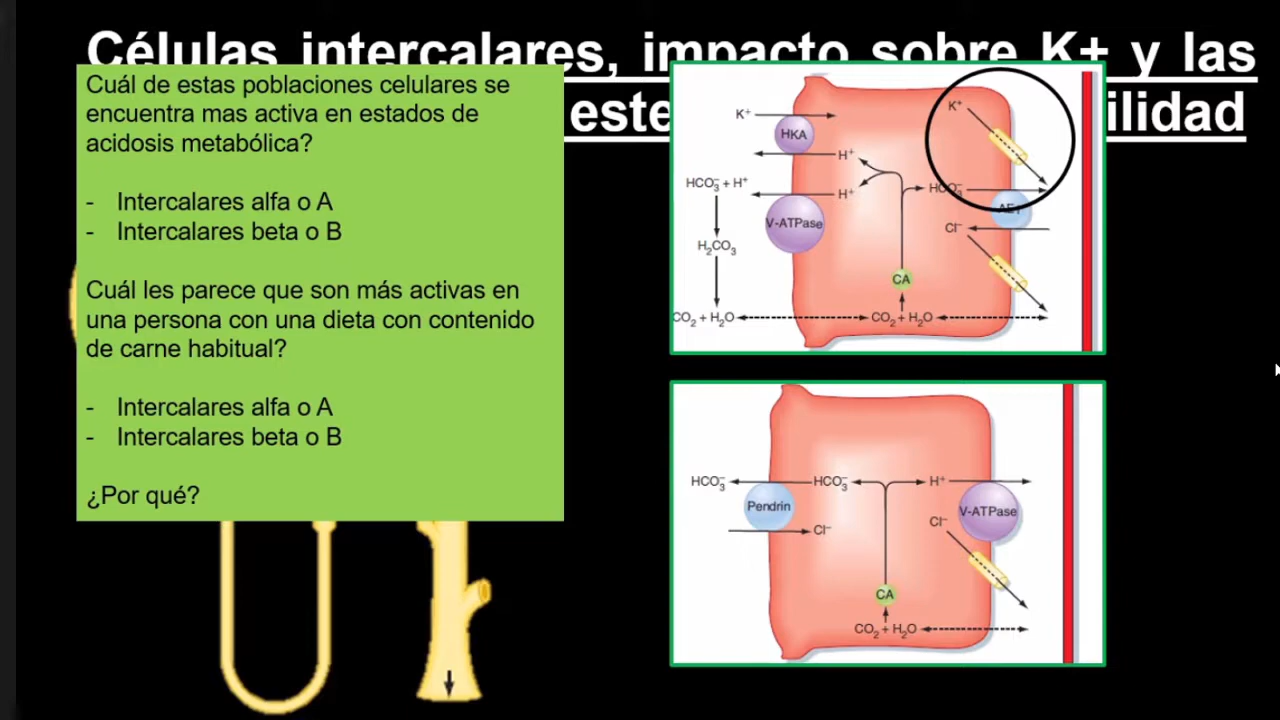 Células intercalares, impacto sobre K+ y las
este
ilidad
Cuál de estas poblaciones celulares se
encuentra mas activa en estados de
acidosis metabólica?
- Intercalares alfa o A
- Intercalares beta o B
Cuál les parece que son más activas en
una persona con una dieta con contenido
de carne habitual?
- Intercalares alfa o A
- Intercalares beta o B
¿Por qué?
K⁺
HKA
H⁺
HCO₃⁻ + H⁺
H⁺
V-ATPase
H₂CO₃
CO₂ + H₂O
CO₂ + H₂O
CA
K⁺
HCO₃⁻
AE1
Cl⁻
HCO₃⁻
HCO₃⁻
H⁺
Pendrin
Cl⁻
Cl⁻
V-ATPase
CA
CO₂ + H₂O